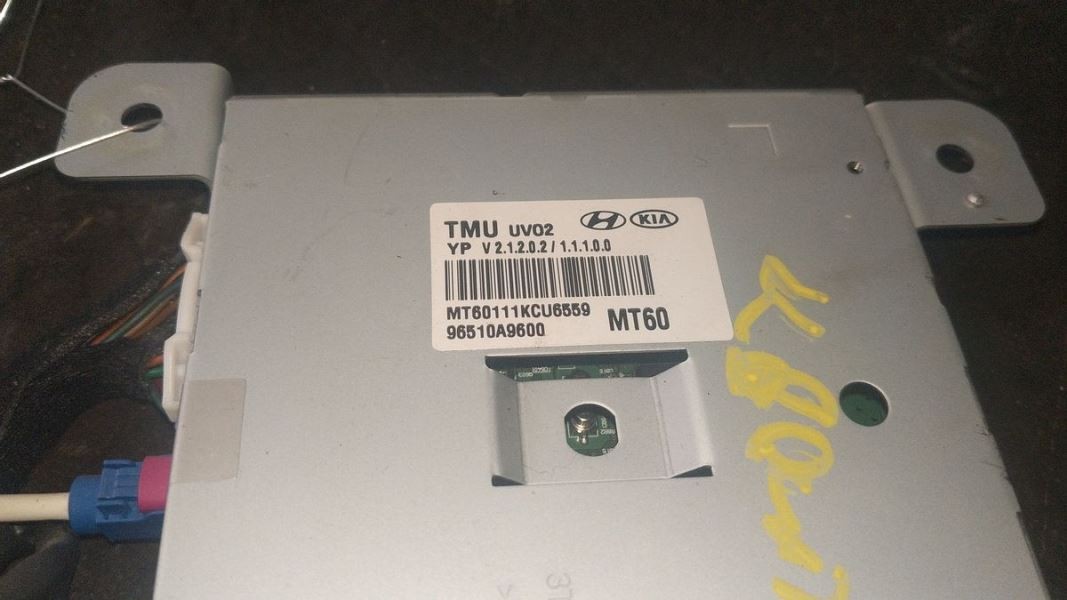 TMU UV02 KIA
YP V 2.1.2.0.2 / 1.1.1.0.0
MT60111KCU6559
96510A9600 MT60